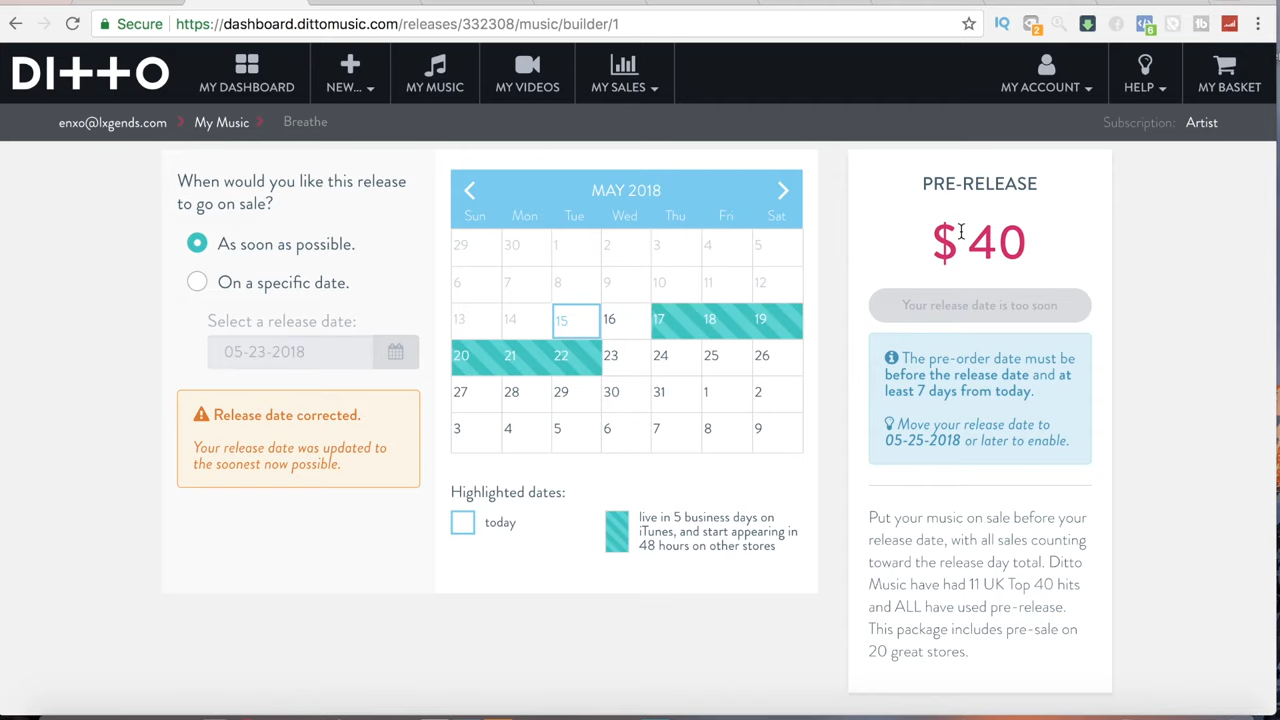 Secure https://dashboard.dittomusic.com/releases/332308/music/builder/1
DITTO
MY DASHBOARD
NEW...
MY MUSIC
MY VIDEOS
MY SALES
MY ACCOUNT
HELP
MY BASKET
enxo@lxgends.com My Music Breathe
Subscription: Artist
When would you like this release
to go on sale?
As soon as possible.
On a specific date.
Select a release date:
05-23-2018
Release date corrected.
Your release date was updated to
the soonest now possible.
MAY 2018
Sun Mon Tue Wed Thu Fri Sat
29 30 1 2 3 4 5
6 7 8 9 10 11 12
13 14 15 16 17 18 19
20 21 22 23 24 25 26
27 28 29 30 31 1 2
3 4 5 6 7 8 9
Highlighted dates:
today
live in 5 business days on
iTunes, and start appearing in
48 hours on other stores
PRE-RELEASE
$40
Your release date is too soon
The pre-order date must be
before the release date and at
least 7 days from today.
Move your release date to
05-25-2018 or later to enable.
Put your music on sale before your
release date, with all sales counting
toward the release day total. Ditto
Music have had 11 UK Top 40 hits
and ALL have used pre-release.
This package includes pre-sale on
20 great stores.